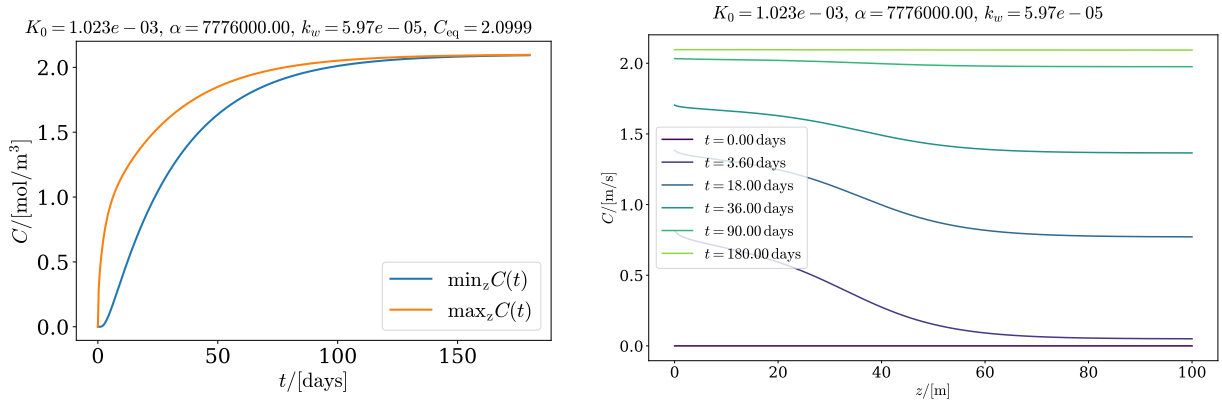 K₀ = 1.023e − 03, α = 7776000.00, k_w = 5.97e − 05, C_eq = 2.0999
2.0
1.5
1.0
0.5
0.0
C/[mol/m³]
min_z C(t)
max_z C(t)
0 50 100 150
t/[days]
K₀ = 1.023e − 03, α = 7776000.00, k_w = 5.97e − 05
2.0
1.5
1.0
0.5
0.0
C/[m/s]
t = 0.00 days
t = 3.60 days
t = 18.00 days
t = 36.00 days
t = 90.00 days
t = 180.00 days
0 20 40 60 80 100
z/[m]